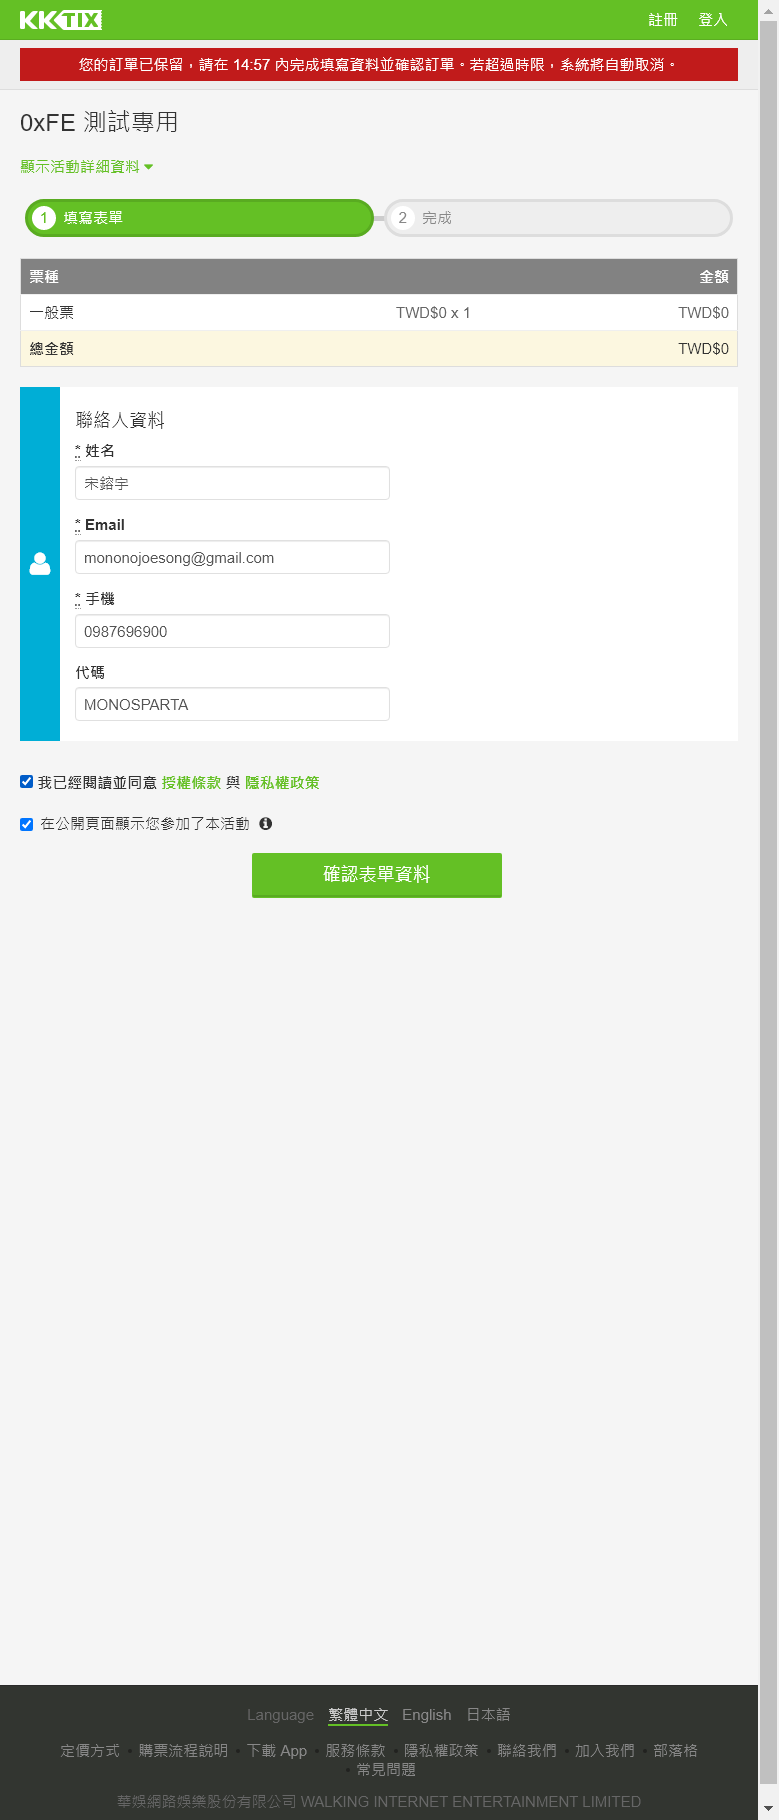 KKTIX 註冊 登入
您的訂單已保留，請在 14:57 內完成填寫資料並確認訂單。若超過時限，系統將自動取消。
0xFE 測試專用
顯示活動詳細資料
1 填寫表單 2 完成
票種 金額
一般票 TWD$0 x 1 TWD$0
總金額 TWD$0
聯絡人資料
* 姓名
宋鎔宇
* Email
mononojoesong@gmail.com
* 手機
0987696900
代碼
MONOSPARTA
我已經閱讀並同意 授權條款 與 隱私權政策
在公開頁面顯示您參加了本活動
確認表單資料
Language 繁體中文 English 日本語
定價方式 • 購票流程說明 • 下載 App • 服務條款 • 隱私權政策 • 聯絡我們 • 加入我們 • 部落格
• 常見問題
華娛網路娛樂股份有限公司 WALKING INTERNET ENTERTAINMENT LIMITED